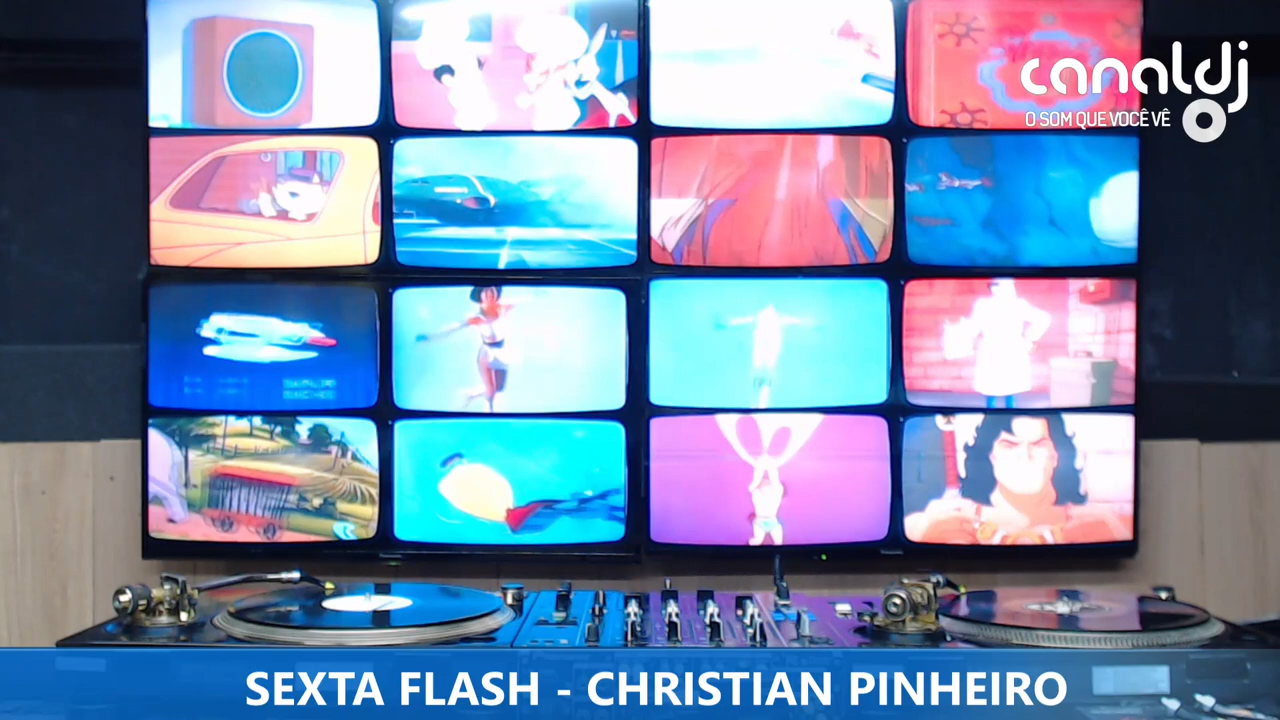 canaldj
O SOM QUE VOCÊ VÊ
SEXTA FLASH - CHRISTIAN PINHEIRO